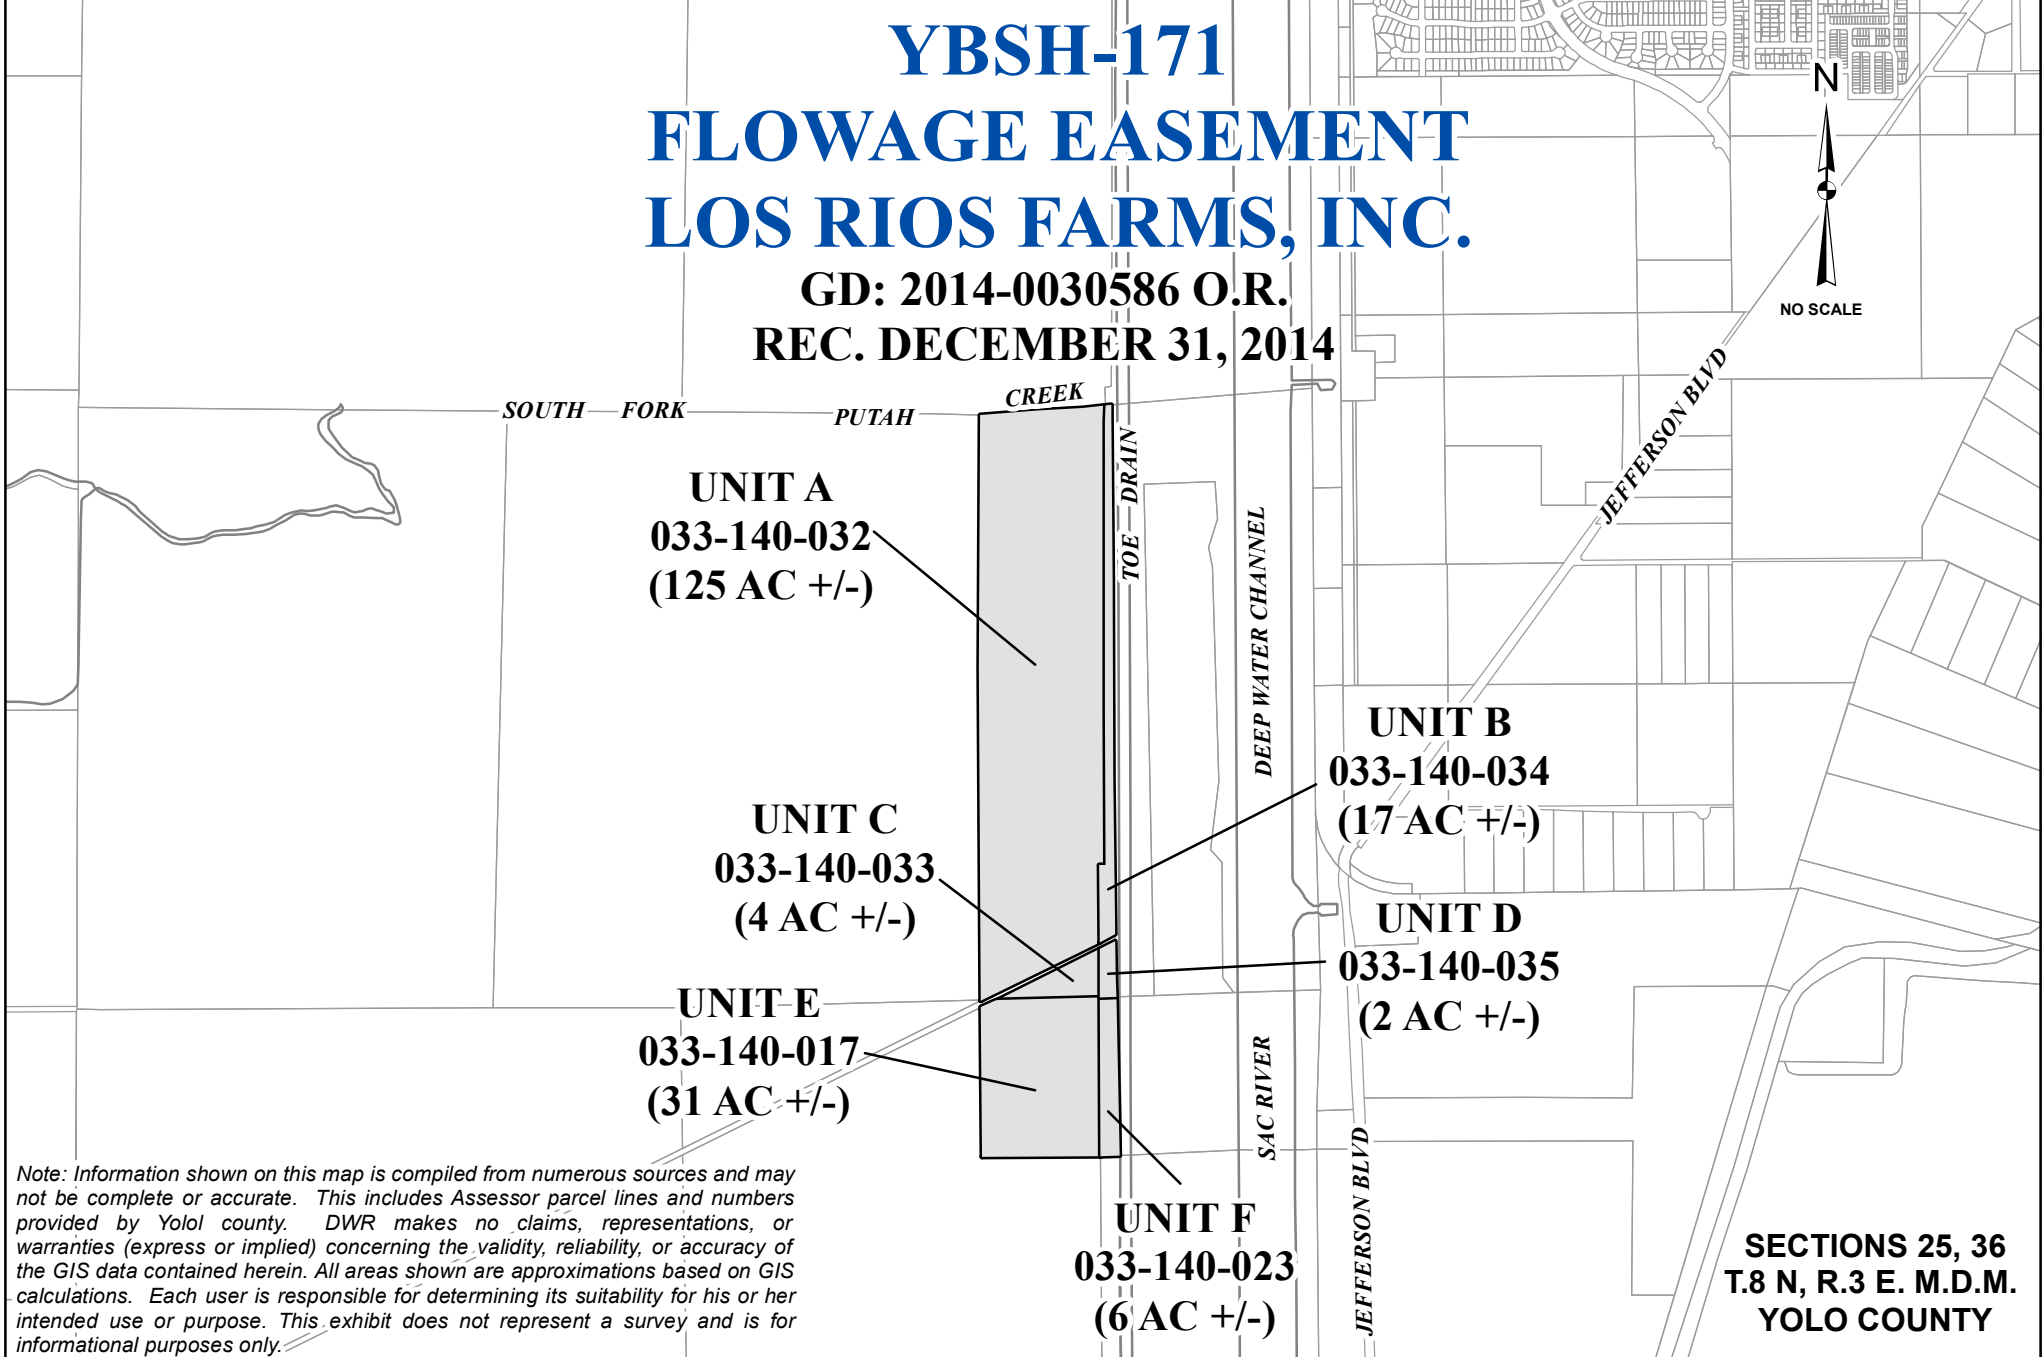 YBSH-171
FLOWAGE EASEMENT
LOS RIOS FARMS, INC.
GD: 2014-0030586 O.R.
REC. DECEMBER 31, 2014
N
NO SCALE
SOUTH FORK PUTAH CREEK
TOE DRAIN
DEEP WATER CHANNEL
JEFFERSON BLVD
UNIT A
033-140-032
(125 AC +/-)
UNIT B
033-140-034
(17 AC +/-)
UNIT C
033-140-033
(4 AC +/-)
UNIT D
033-140-035
(2 AC +/-)
UNIT E
033-140-017
(31 AC +/-)
SAC RIVER
JEFFERSON BLVD
UNIT F
033-140-023
(6 AC +/-)
Note: Information shown on this map is compiled from numerous sources and may
not be complete or accurate. This includes Assessor parcel lines and numbers
provided by Yolol county. DWR makes no claims, representations, or
warranties (express or implied) concerning the validity, reliability, or accuracy of
the GIS data contained herein. All areas shown are approximations based on GIS
calculations. Each user is responsible for determining its suitability for his or her
intended use or purpose. This exhibit does not represent a survey and is for
informational purposes only.
SECTIONS 25, 36
T.8 N, R.3 E. M.D.M.
YOLO COUNTY